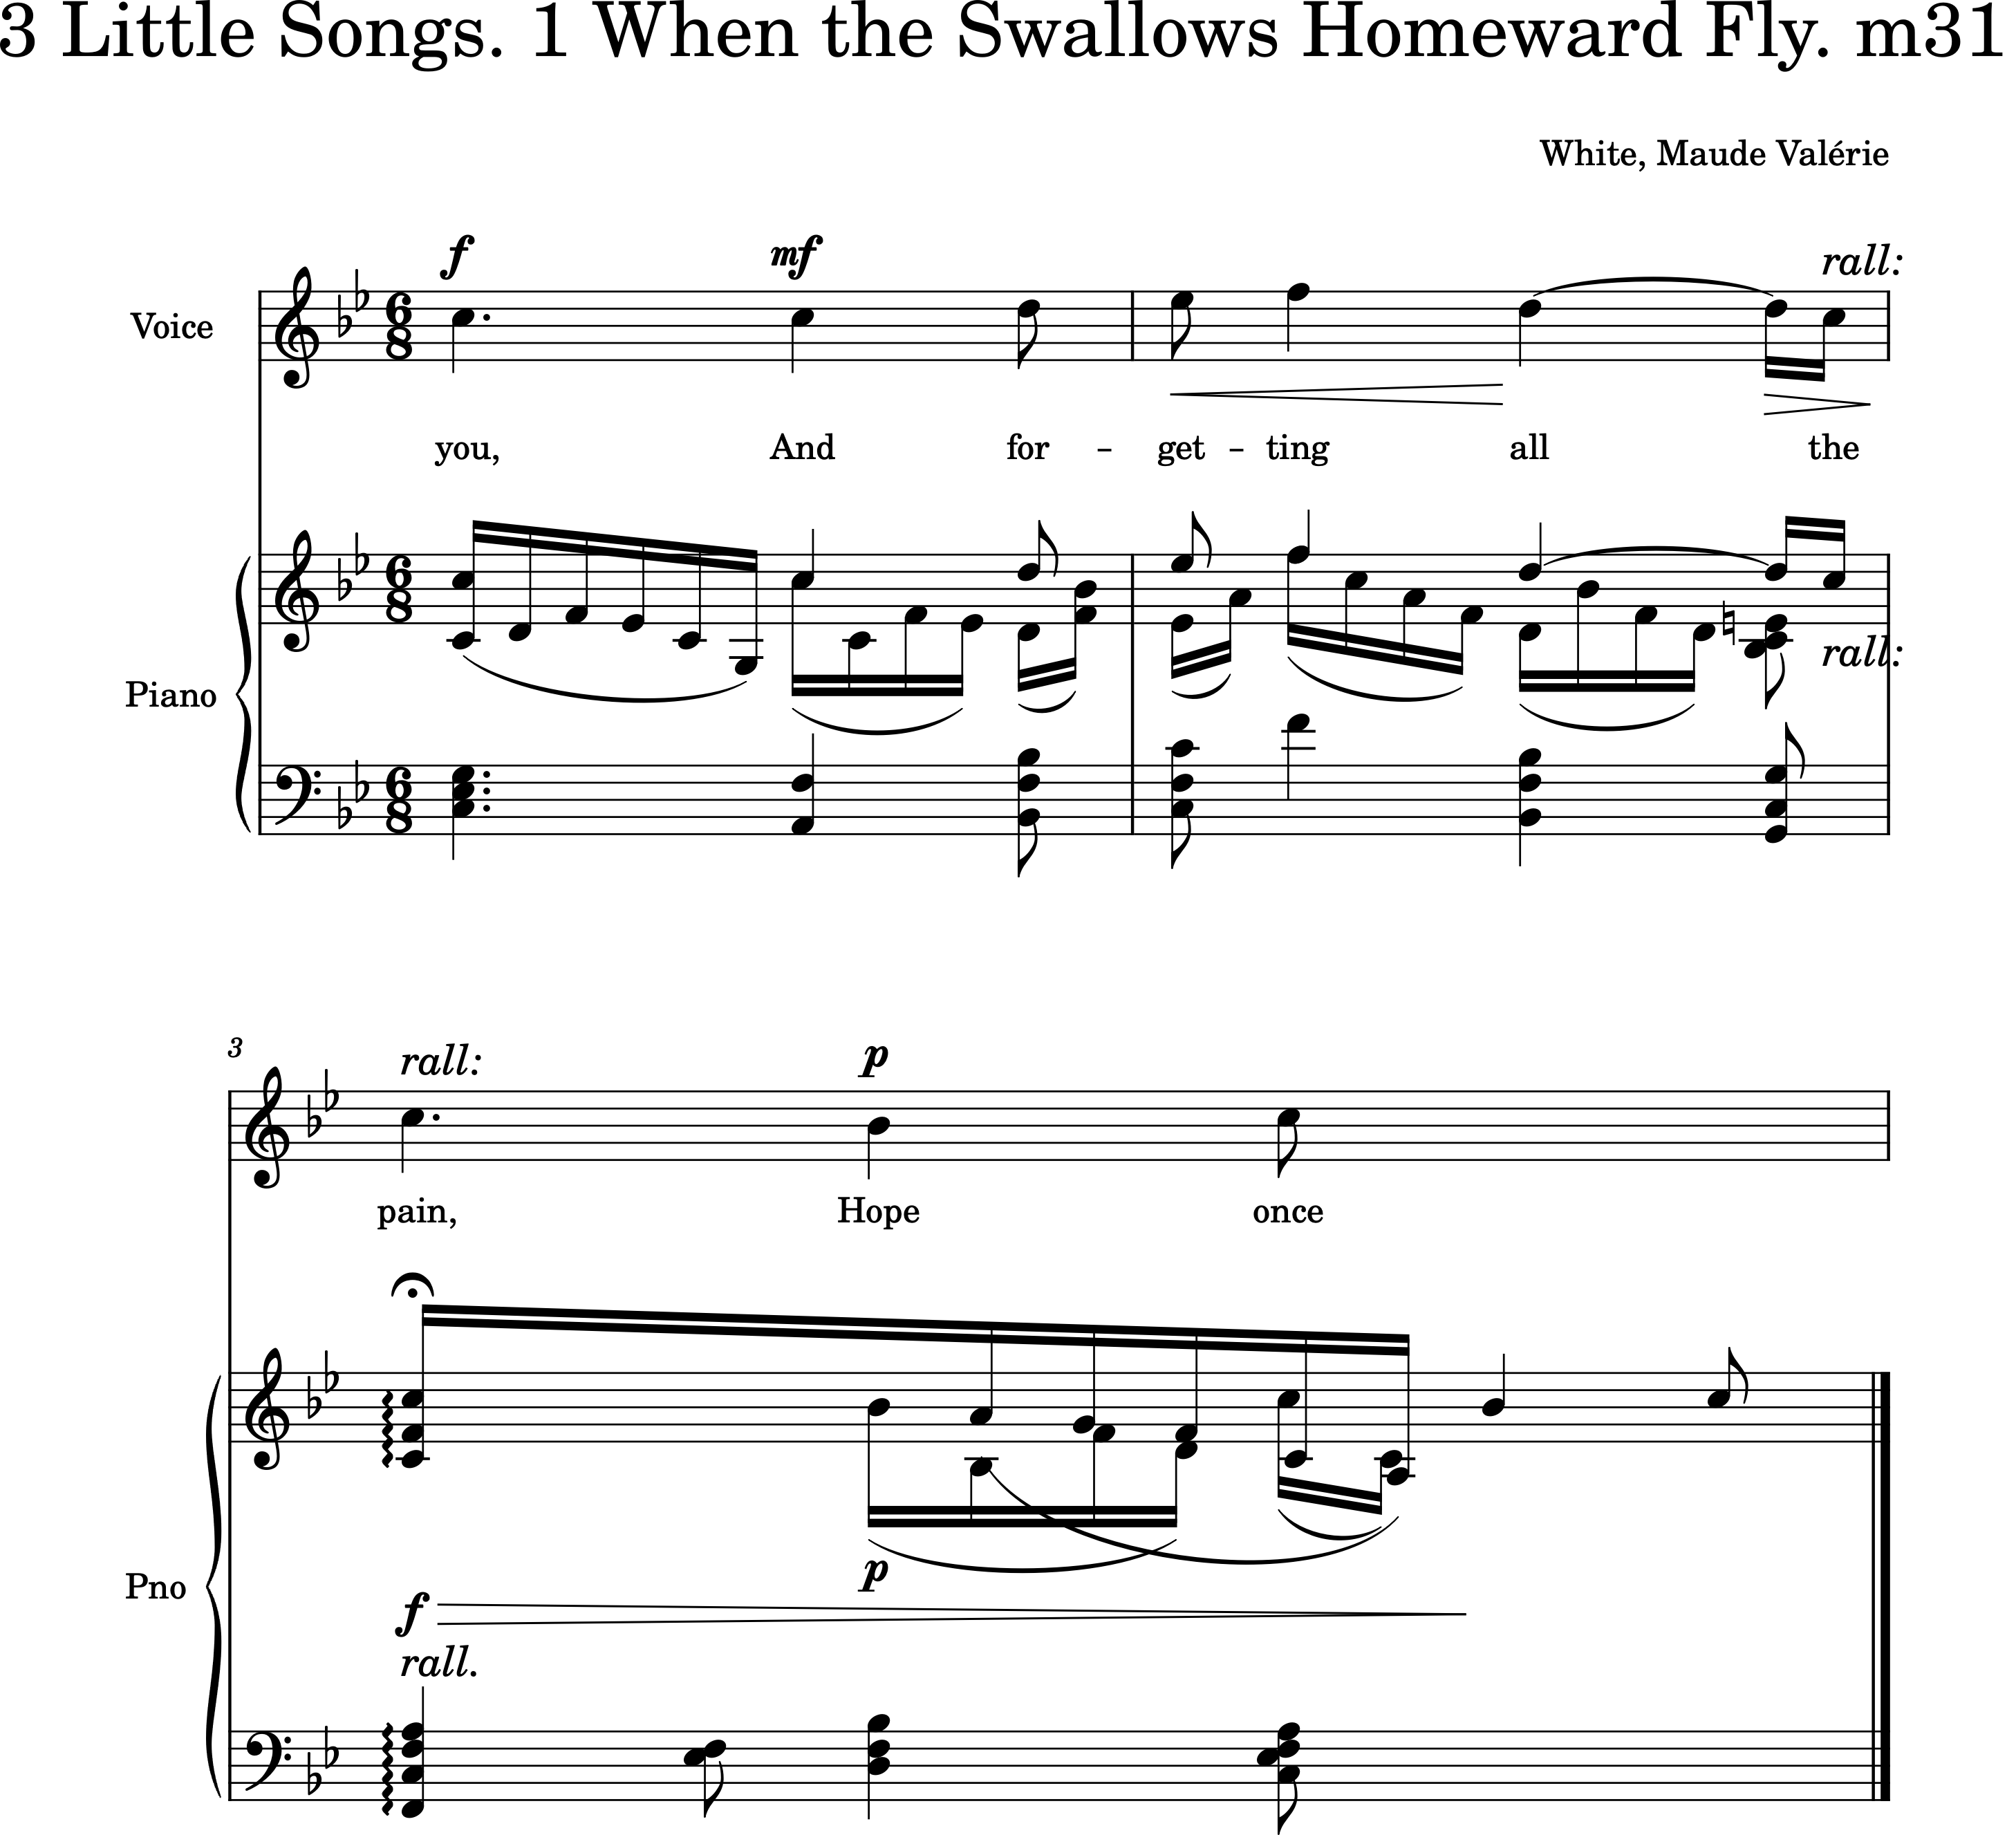 3 Little Songs. 1 When the Swallows Homeward Fly. m31
White, Maude Valérie
f mf rall:
Voice
you, And for - get - ting all the
rall:
Piano
3
rall: p
pain, Hope once
p
Pno
f
rall.